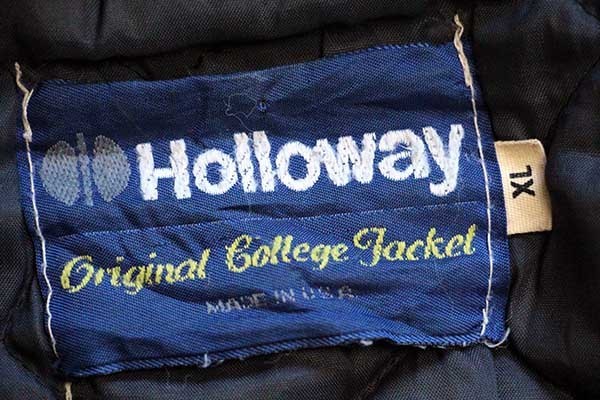 Holloway
Original College Jacket
MADE IN U.S.A.
XL